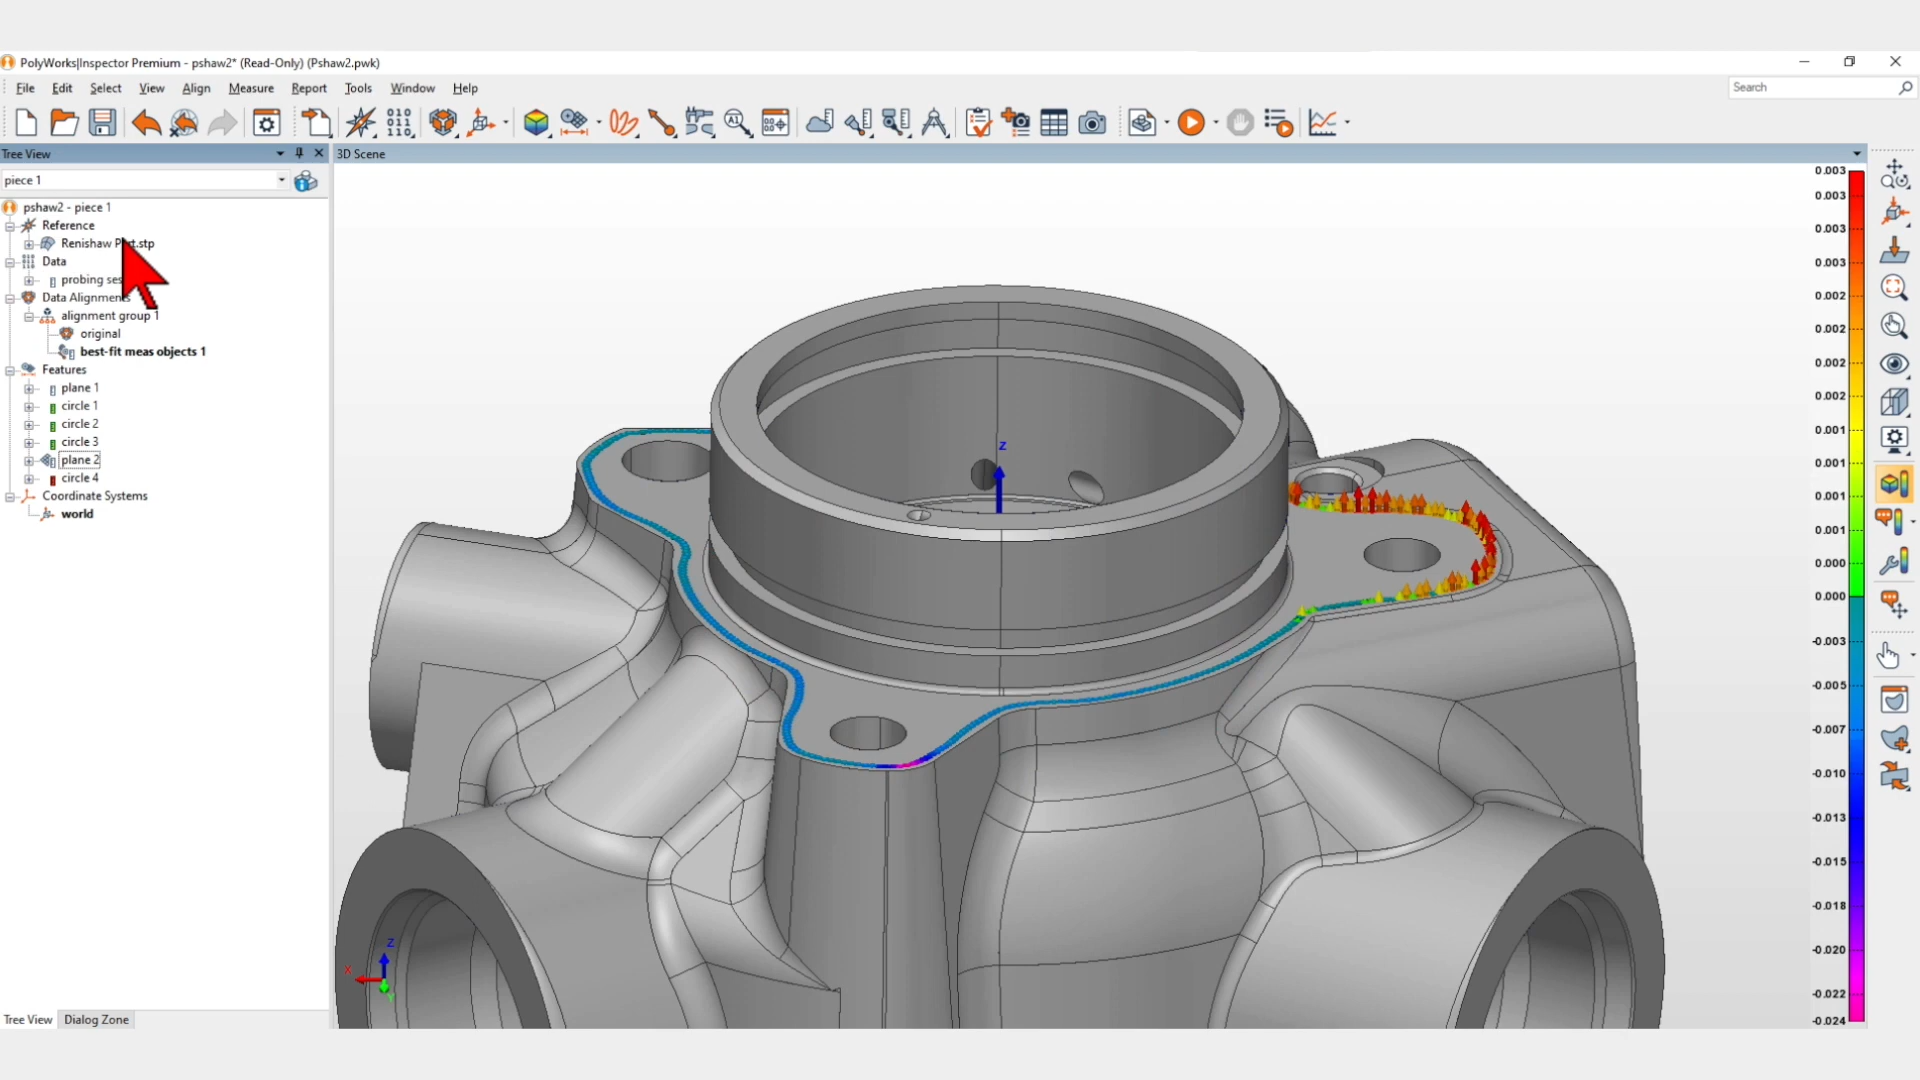 PolyWorks|Inspector Premium - pshaw2* (Read-Only) (Pshaw2.pwk)
File Edit Select View Align Measure Report Tools Window Help
Search
Tree View
3D Scene
piece 1
pshaw2 - piece 1
Reference
Renishaw
Data
probing
Data Alignments
alignment group 1
original
best-fit meas objects 1
Features
plane 1
circle 1
circle 2
circle 3
plane 2
circle 4
Coordinate Systems
world
Z
0.003
0.003
0.003
0.003
0.002
0.002
0.002
0.002
0.001
0.001
0.001
0.001
0.000
0.000
-0.003
-0.005
-0.007
-0.010
-0.013
-0.015
-0.018
-0.020
-0.022
-0.024
Z
X
Y
Tree View Dialog Zone